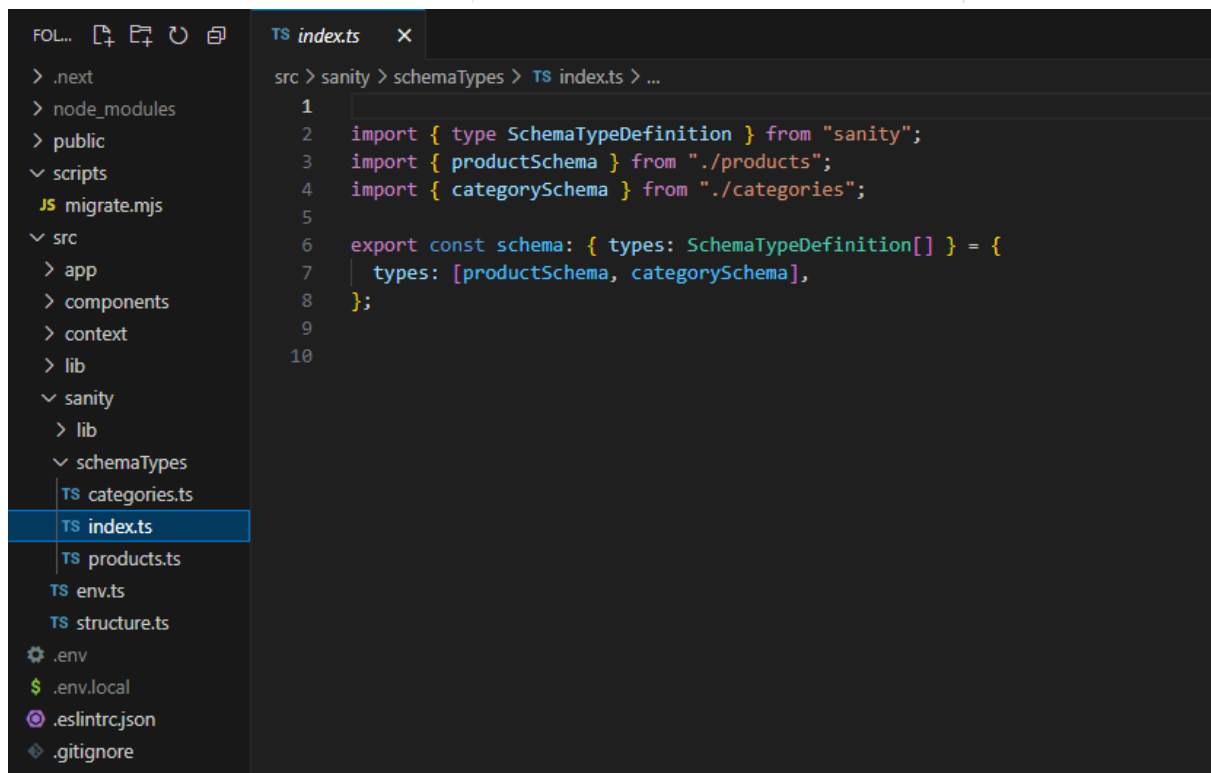 FOL...
TS index.ts
.next
node_modules
public
scripts
JS migrate.mjs
src
app
components
context
lib
sanity
lib
schemaTypes
TS categories.ts
TS index.ts
TS products.ts
TS env.ts
TS structure.ts
.env
$ .env.local
.eslintrc.json
.gitignore
src > sanity > schemaTypes > TS index.ts > ...
1
2 import { type SchemaTypeDefinition } from "sanity";
3 import { productSchema } from "./products";
4 import { categorySchema } from "./categories";
5
6 export const schema: { types: SchemaTypeDefinition[] } = {
7 types: [productSchema, categorySchema],
8 };
9
10